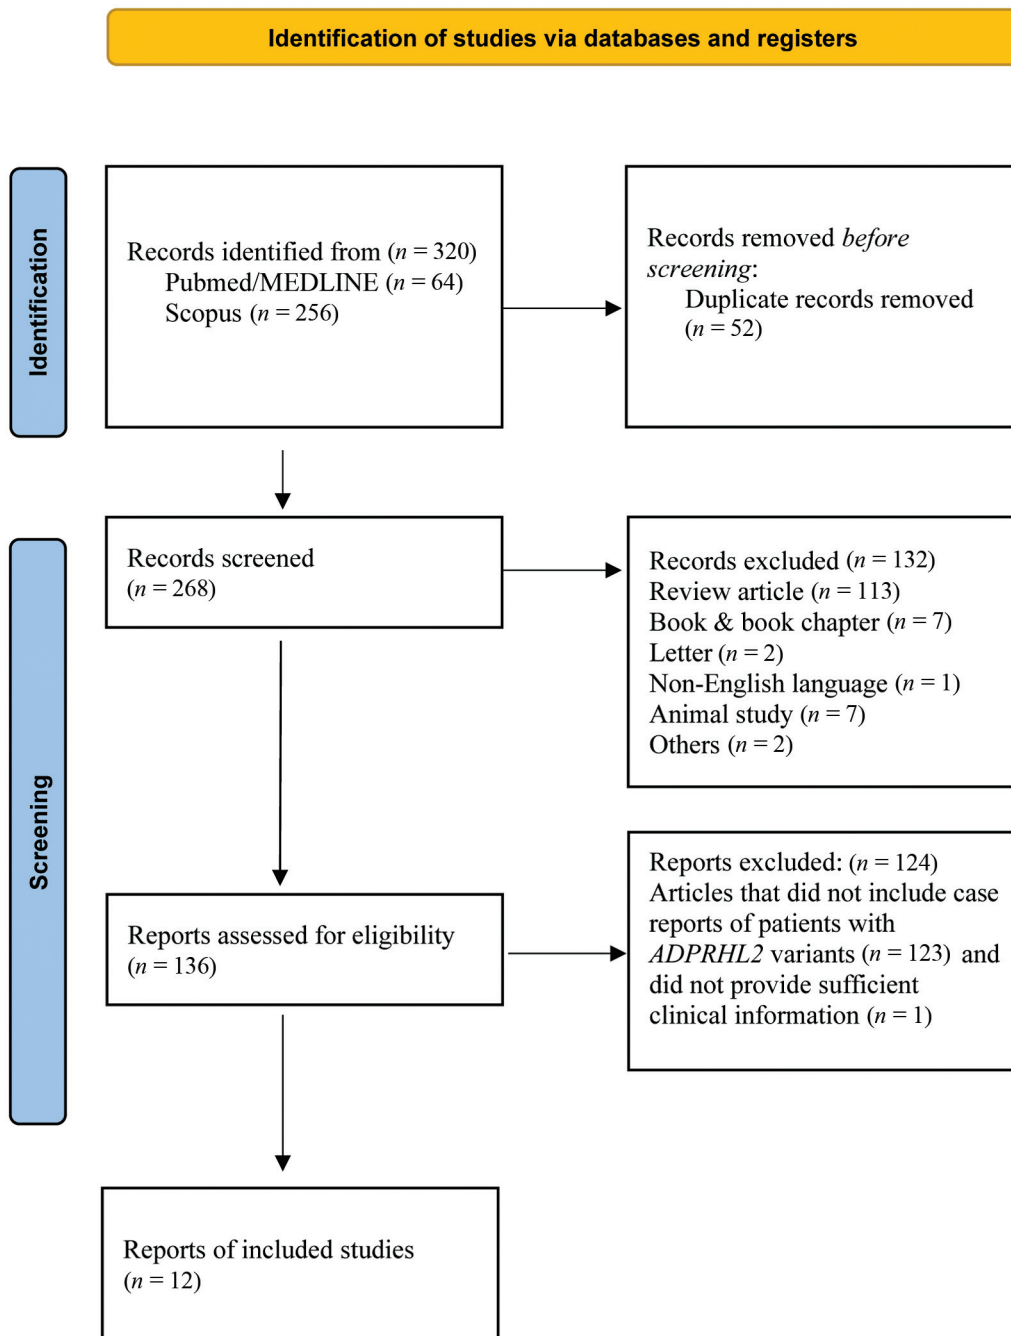 Identification of studies via databases and registers
Identification
Records identified from (n = 320)
Pubmed/MEDLINE (n = 64)
Scopus (n = 256)
Records removed before
screening:
Duplicate records removed
(n = 52)
Screening
Records screened
(n = 268)
Records excluded (n = 132)
Review article (n = 113)
Book & book chapter (n = 7)
Letter (n = 2)
Non-English language (n = 1)
Animal study (n = 7)
Others (n = 2)
Reports assessed for eligibility
(n = 136)
Reports excluded: (n = 124)
Articles that did not include case
reports of patients with
ADPRHL2 variants (n = 123) and
did not provide sufficient
clinical information (n = 1)
Reports of included studies
(n = 12)